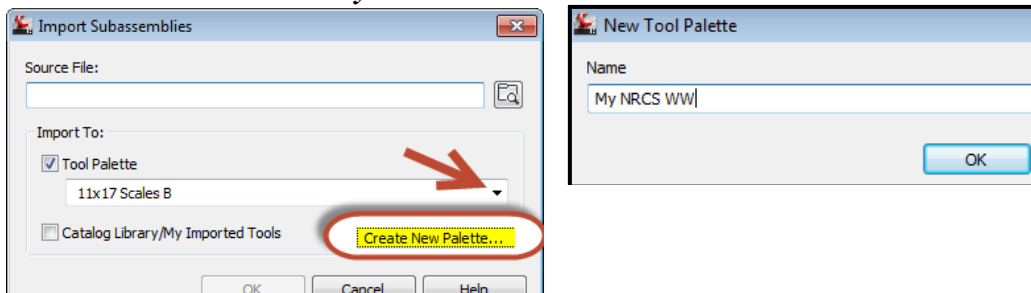 Import Subassemblies
Source File:
Import To:
Tool Palette
11x17 Scales B
Catalog Library/My Imported Tools
Create New Palette...
OK Cancel Help
New Tool Palette
Name
My NRCS WW
OK